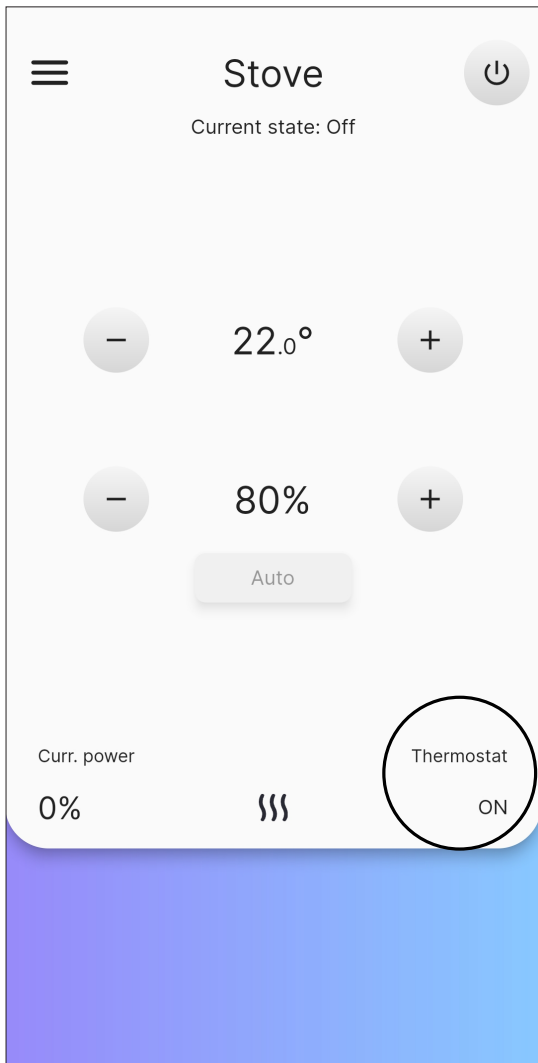 Stove
Current state: Off
22.0°
80%
Auto
Curr. power
Thermostat
0%
ON